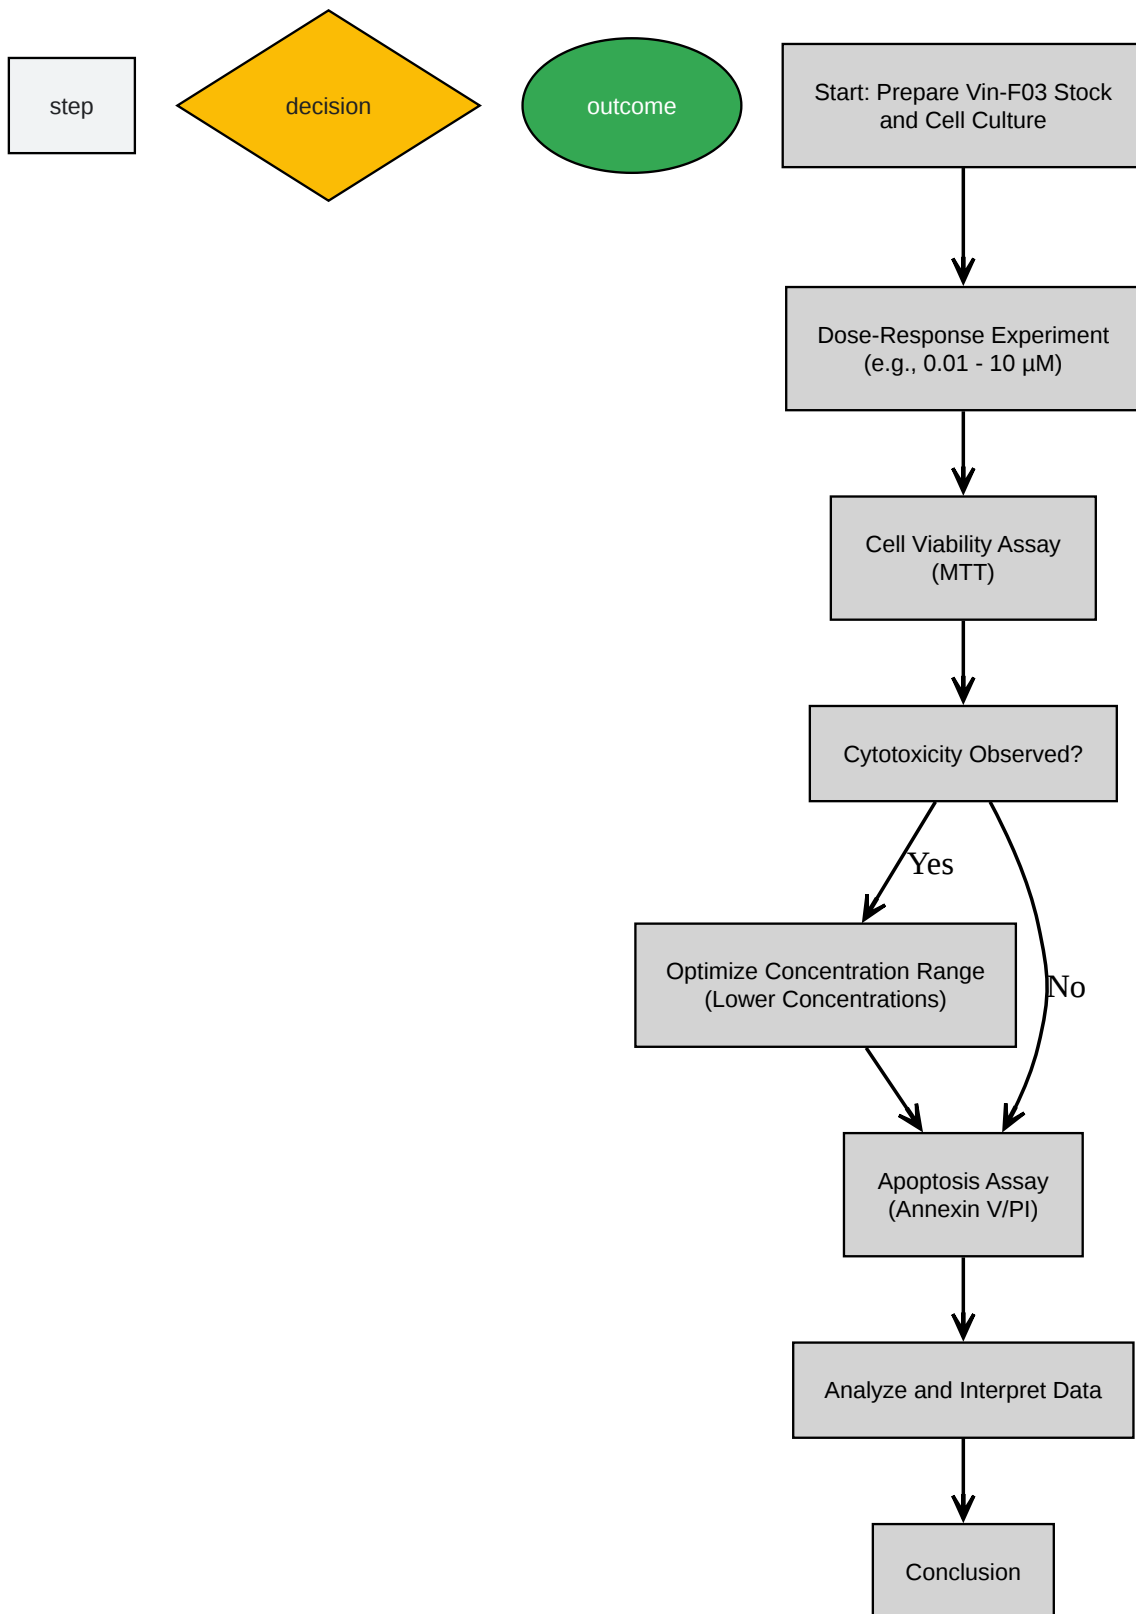 step
decision
outcome
Start: Prepare Vin-F03 Stock
and Cell Culture
Dose-Response Experiment
(e.g., 0.01 - 10 µM)
Cell Viability Assay
(MTT)
Cytotoxicity Observed?
Yes
Optimize Concentration Range
(Lower Concentrations)
No
Apoptosis Assay
(Annexin V/PI)
Analyze and Interpret Data
Conclusion